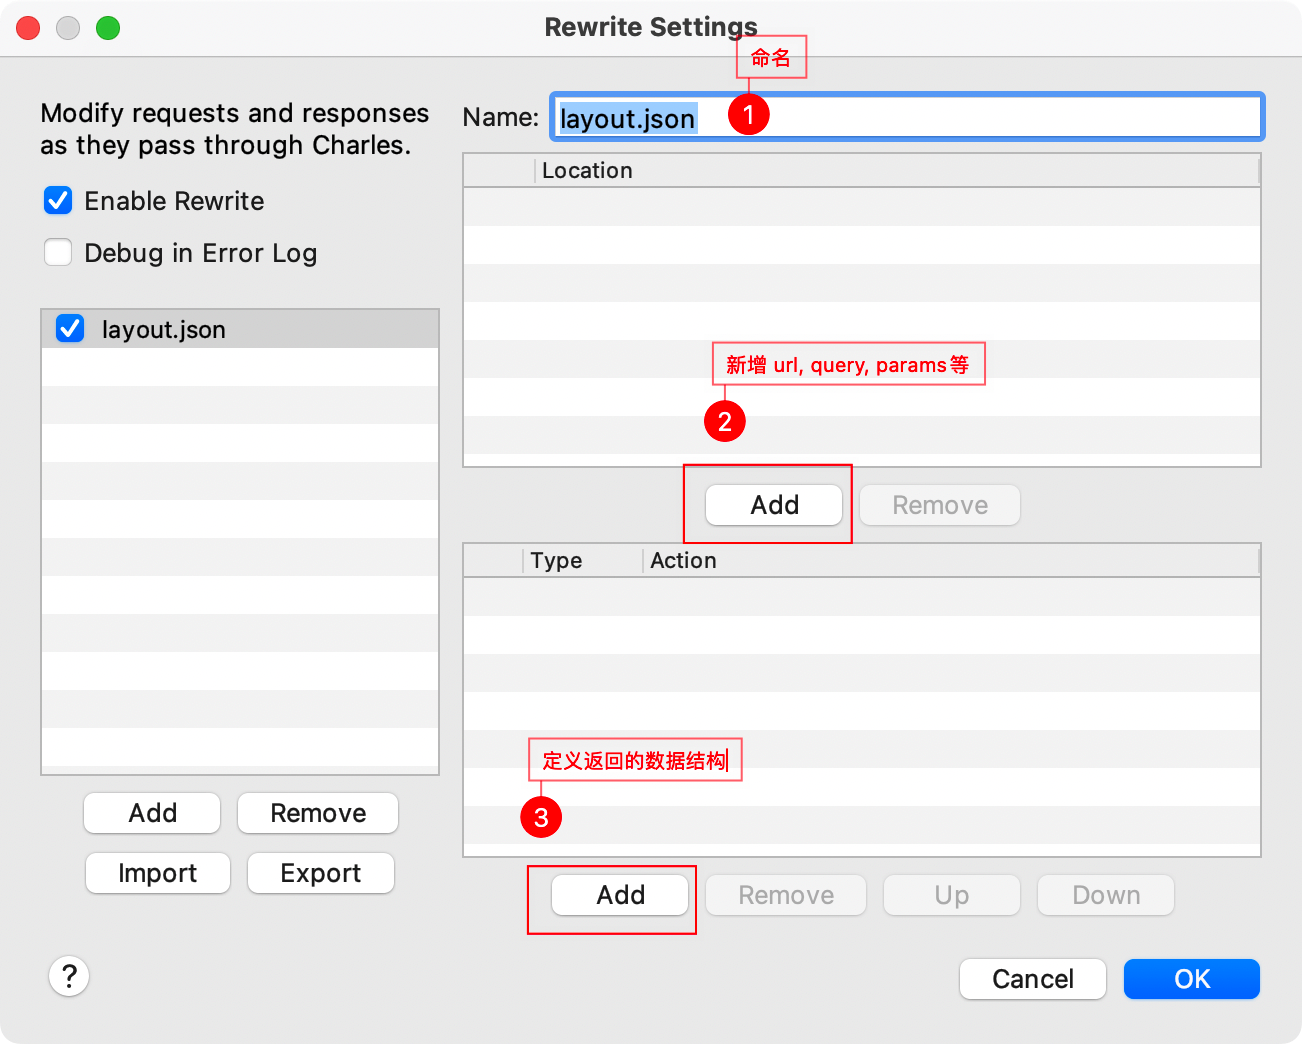 Rewrite Settings
命名
Modify requests and responses
as they pass through Charles.
Enable Rewrite
Debug in Error Log
layout.json
Add Remove
Import Export
?
Name: layout.json
1
Location
新增 url, query, params等
2
Add Remove
Type Action
定义返回的数据结构
3
Add Remove Up Down
Cancel OK